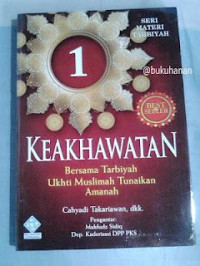 SERI
MATERI
TARBIYAH
@bukuhanan
1
BEST
SELLER
KEAKHAWATAN
Bersama Tarbiyah
Ukhti Muslimah Tunaikan
Amanah
Cahyadi Takariawan, dkk.
Pengantar:
Mahfudz Sidiq
Dep. Kaderisasi DPP PKS